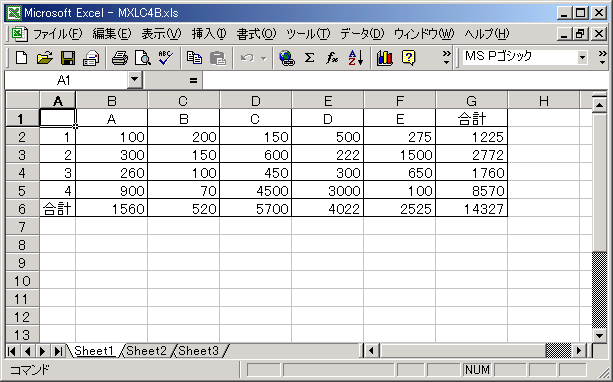 Microsoft Excel - MXLC4B.xls
ファイル(F) 編集(E) 表示(V) 挿入(I) 書式(O) ツール(T) データ(D) ウィンドウ(W) ヘルプ(H)
MS Pゴシック
A1 =
A B C D E F G H
1 A B C D E 合計
2 1 100 200 150 500 275 1225
3 2 300 150 600 222 1500 2772
4 3 260 100 450 300 650 1760
5 4 900 70 4500 3000 100 8570
6 合計 1560 520 5700 4022 2525 14327
7
8
9
10
11
12
13
Sheet1 Sheet2 Sheet3
コマンド NUM